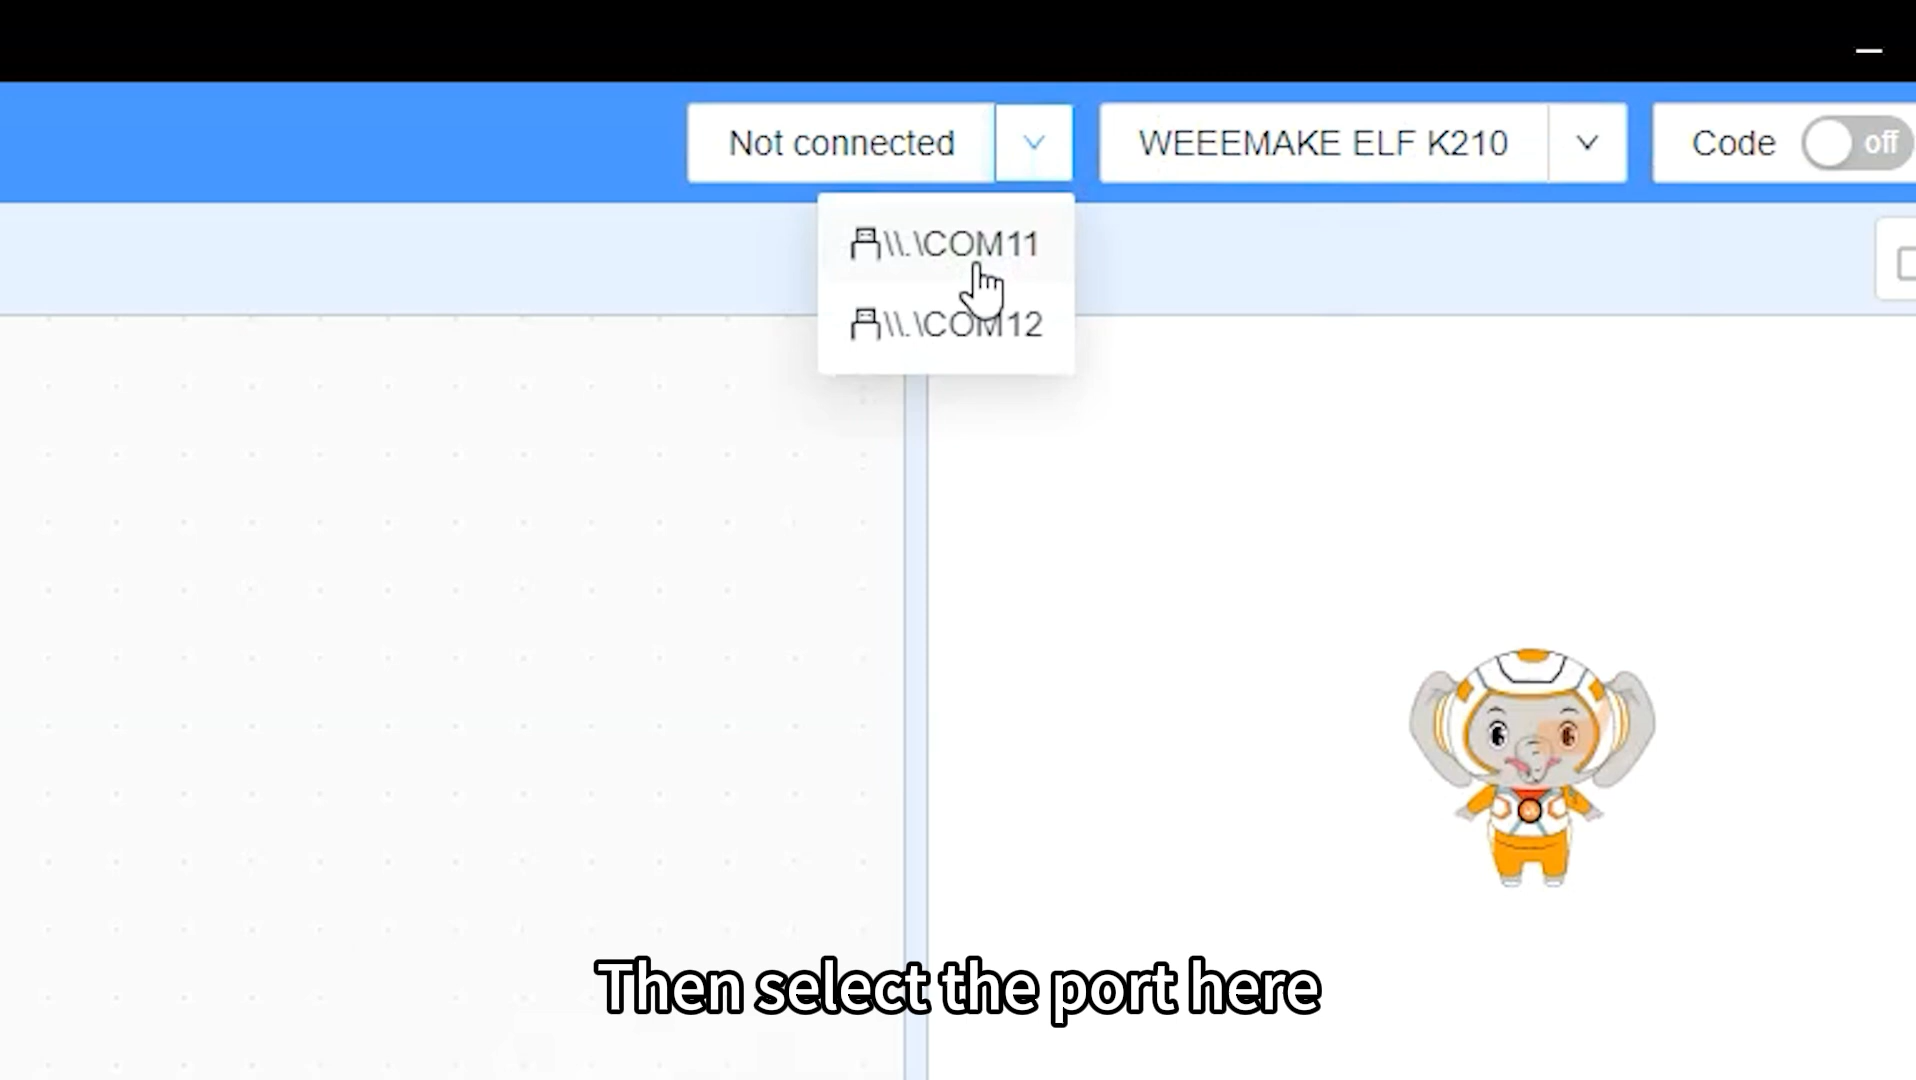 Not connected
WEEEMAKE ELF K210
Code
off
\\.\COM11
\\.\COM12
Then select the port here